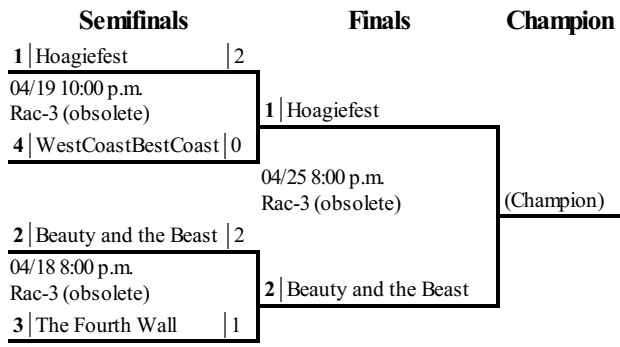 Semifinals Finals Champion
1 Hoagiefest 2
04/19 10:00 p.m.
Rac-3 (obsolete)
4 WestCoastBestCoast 0
1 Hoagiefest
04/25 8:00 p.m.
Rac-3 (obsolete)
(Champion)
2 Beauty and the Beast 2
04/18 8:00 p.m.
Rac-3 (obsolete)
3 The Fourth Wall 1
2 Beauty and the Beast